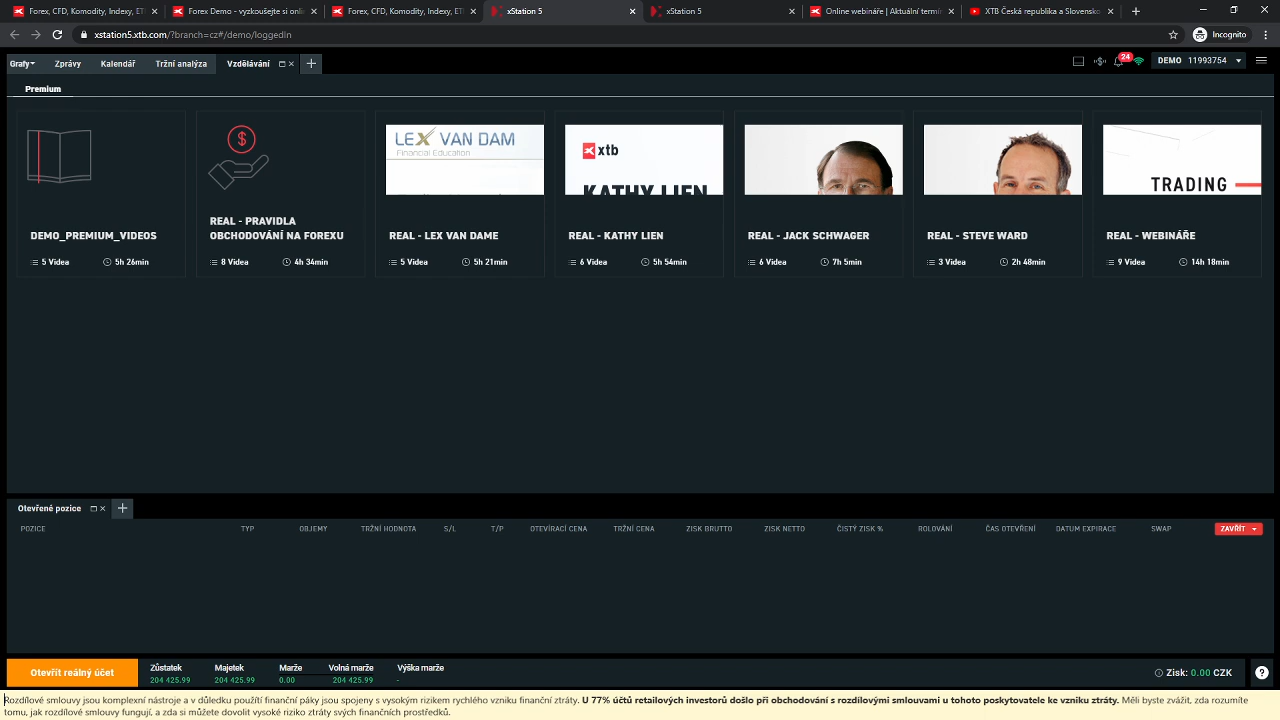 Forex, CFD, Komodity, Indexy, ET
Forex Demo - vyzkoušejte si onli
Forex, CFD, Komodity, Indexy, ET
xStation 5
xStation 5
Online webináře | Aktuální termí
XTB Česká republika a Slovensko
xstation5.xtb.com/?branch=cz#/demo/loggedIn
Incognito
Grafy
Zprávy
Kalendář
Tržní analýza
Vzdělávání
24
DEMO 11993754
Premium
LEX VAN DAM
Financial Education
xtb
KATHY LIEN
TRADING
DEMO_PREMIUM_VIDEOS
REAL - PRAVIDLA
OBCHODOVÁNÍ NA FOREXU
REAL - LEX VAN DAME
REAL - KATHY LIEN
REAL - JACK SCHWAGER
REAL - STEVE WARD
REAL - WEBINÁŘE
5 Videa 5h 26min
8 Videa 4h 34min
5 Videa 5h 21min
6 Videa 5h 54min
6 Videa 7h 5min
3 Videa 2h 48min
9 Videa 14h 18min
Otevřené pozice
POZICE TYP OBJEMY TRŽNÍ HODNOTA S/L T/P OTEVÍRACÍ CENA TRŽNÍ CENA ZISK BRUTTO ZISK NETTO ČISTÝ ZISK % ROLOVÁNÍ ČAS OTEVŘENÍ DATUM EXPIRACE SWAP ZAVŘÍT
Otevřít reálný účet
Zůstatek Majetek Marže Volná marže Výška marže
204 425.99 204 425.99 0.00 204 425.99 -
Zisk: 0.00 CZK
?
Rozdílové smlouvy jsou komplexní nástroje a v důsledku použití finanční páky jsou spojeny s vysokým rizikem rychlého vzniku finanční ztráty. U 77% účtů retailových investorů došlo při obchodování s rozdílovými smlouvami u tohoto poskytovatele ke vzniku ztráty. Měli byste zvážit, zda rozumíte
tomu, jak rozdílové smlouvy fungují, a zda si můžete dovolit vysoké riziko ztráty svých finančních prostředků.